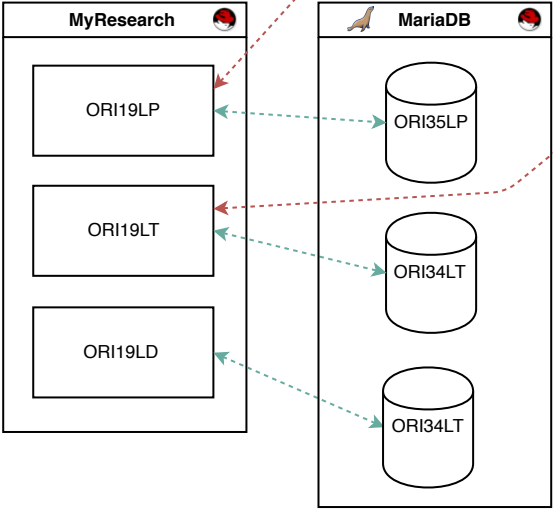 MyResearch
ORI19LP
ORI19LT
ORI19LD
MariaDB
ORI35LP
ORI34LT
ORI34LT